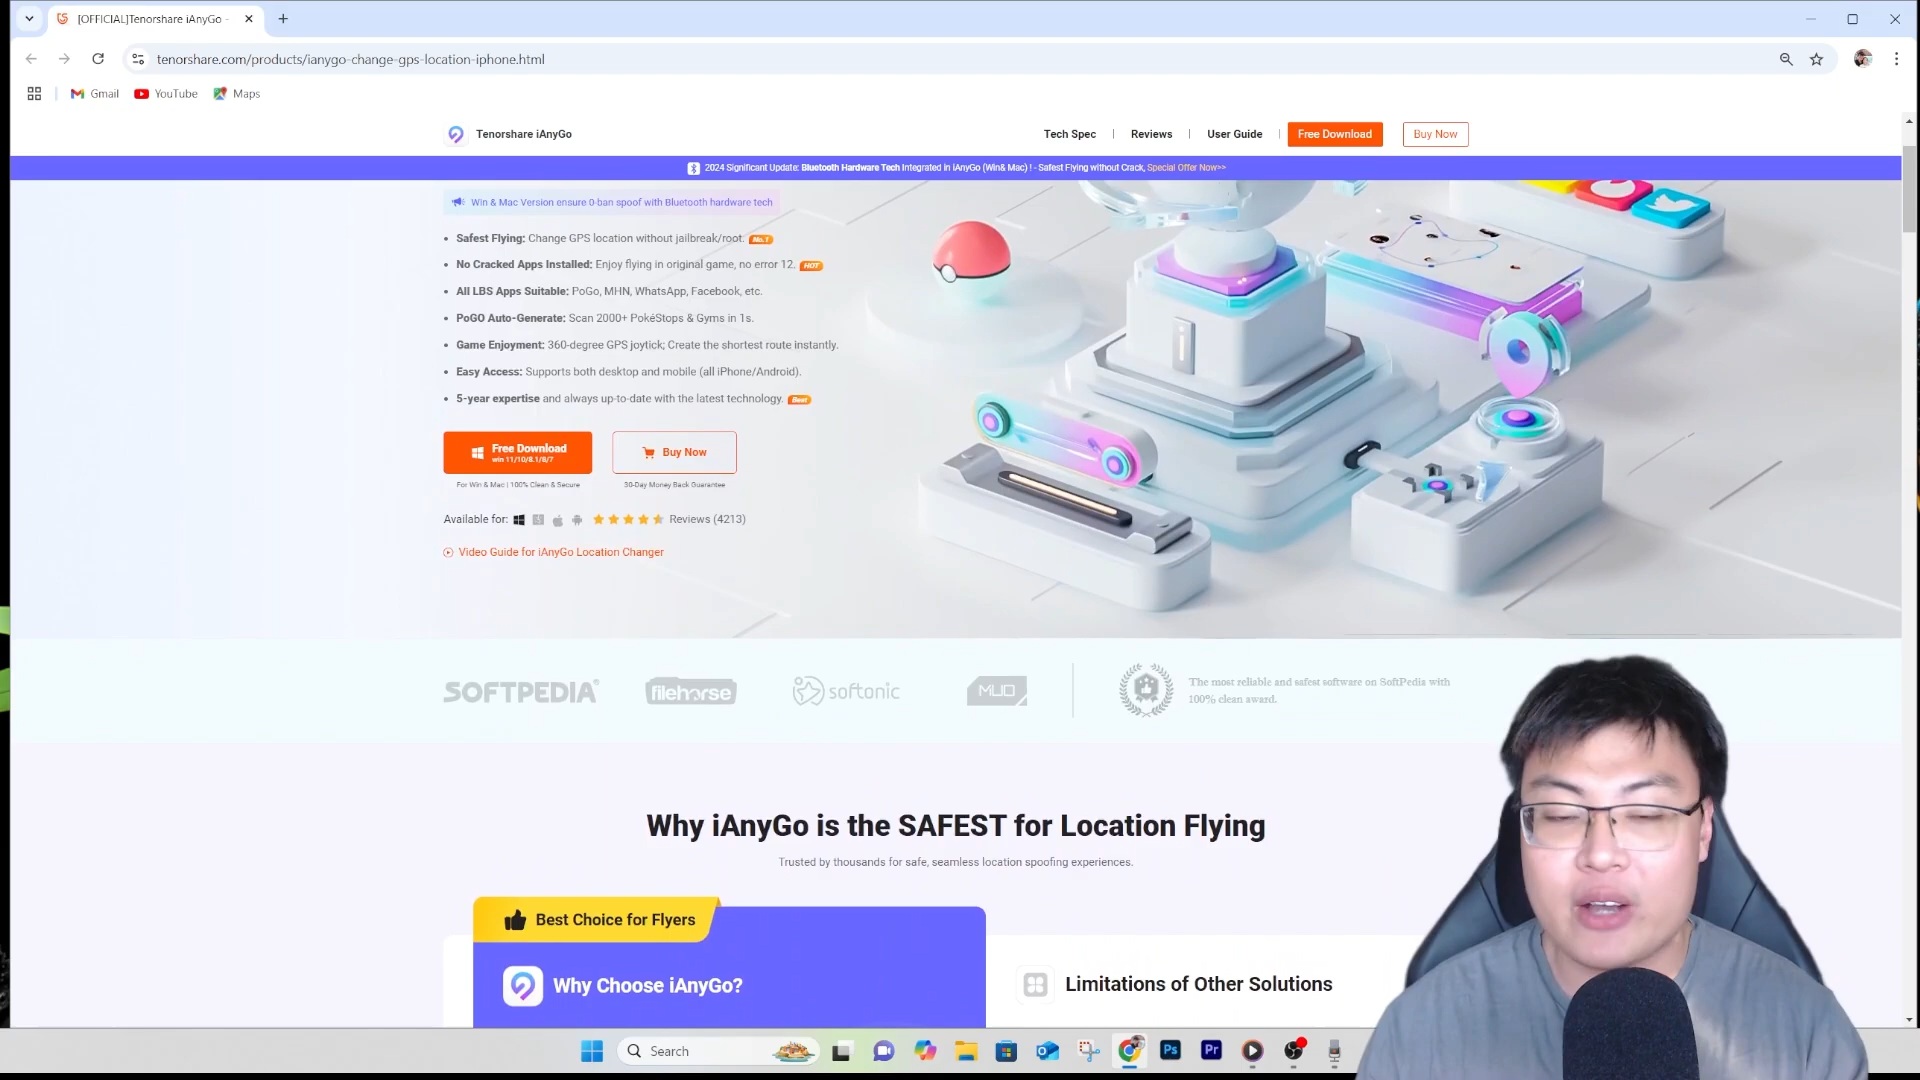 [OFFICIAL]Tenorshare iAnyGo -
tenorshare.com/products/ianygo-change-gps-location-iphone.html
Gmail
YouTube
Maps
Tenorshare iAnyGo
Tech Spec
Reviews
User Guide
Free Download
Buy Now
2024 Significant Update: Bluetooth Hardware Tech Integrated in iAnyGo (Win& Mac) ! - Safest Flying without Crack, Special Offer Now>>
Win & Mac Version ensure 0-ban spoof with Bluetooth hardware tech
• Safest Flying: Change GPS location without jailbreak/root. No.1
• No Cracked Apps Installed: Enjoy flying in original game, no error 12. HOT
• All LBS Apps Suitable: PoGo, MHN, WhatsApp, Facebook, etc.
• PoGO Auto-Generate: Scan 2000+ PokéStops & Gyms in 1s.
• Game Enjoyment: 360-degree GPS joytick; Create the shortest route instantly.
• Easy Access: Supports both desktop and mobile (all iPhone/Android).
• 5-year expertise and always up-to-date with the latest technology. Best
Free Download
win 11/10/8.1/8/7
Buy Now
For Win & Mac | 100% Clean & Secure
30-Day Money Back Guarantee
Available for:
Reviews (4213)
Video Guide for iAnyGo Location Changer
SOFTPEDIA®
filehorse
softonic
MUO
The most reliable and safest software on SoftPedia with
100% clean award.
Why iAnyGo is the SAFEST for Location Flying
Trusted by thousands for safe, seamless location spoofing experiences.
Best Choice for Flyers
Why Choose iAnyGo?
Limitations of Other Solutions
Search
Ps
Pr